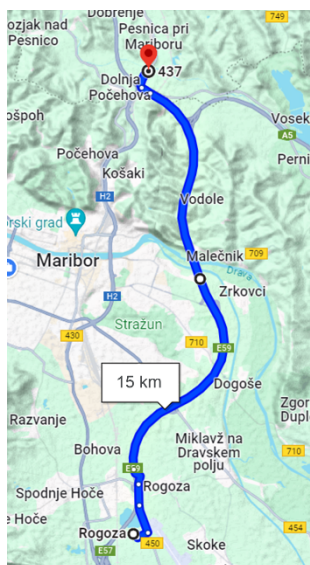 Dobrenje
749
ozjak nad
Pesnico
Pesnica pri
Mariboru
437
Dolnja
Počehova
ošpoh
Vosek
A5
Počehova
Perni
Košaki
H2
Vodole
orski grad
Malečnik
709
Maribor
Drava
Zrkovci
H2
Stražun
430
710
E59
15 km
Dogoše
Zgor
Duple
Razvanje
710
Miklavž na
Dravskem
polju
Bohova
E59
Spodnje Hoče
Rogoza
454
e Hoče
Rogoza
450
Skoke
E57